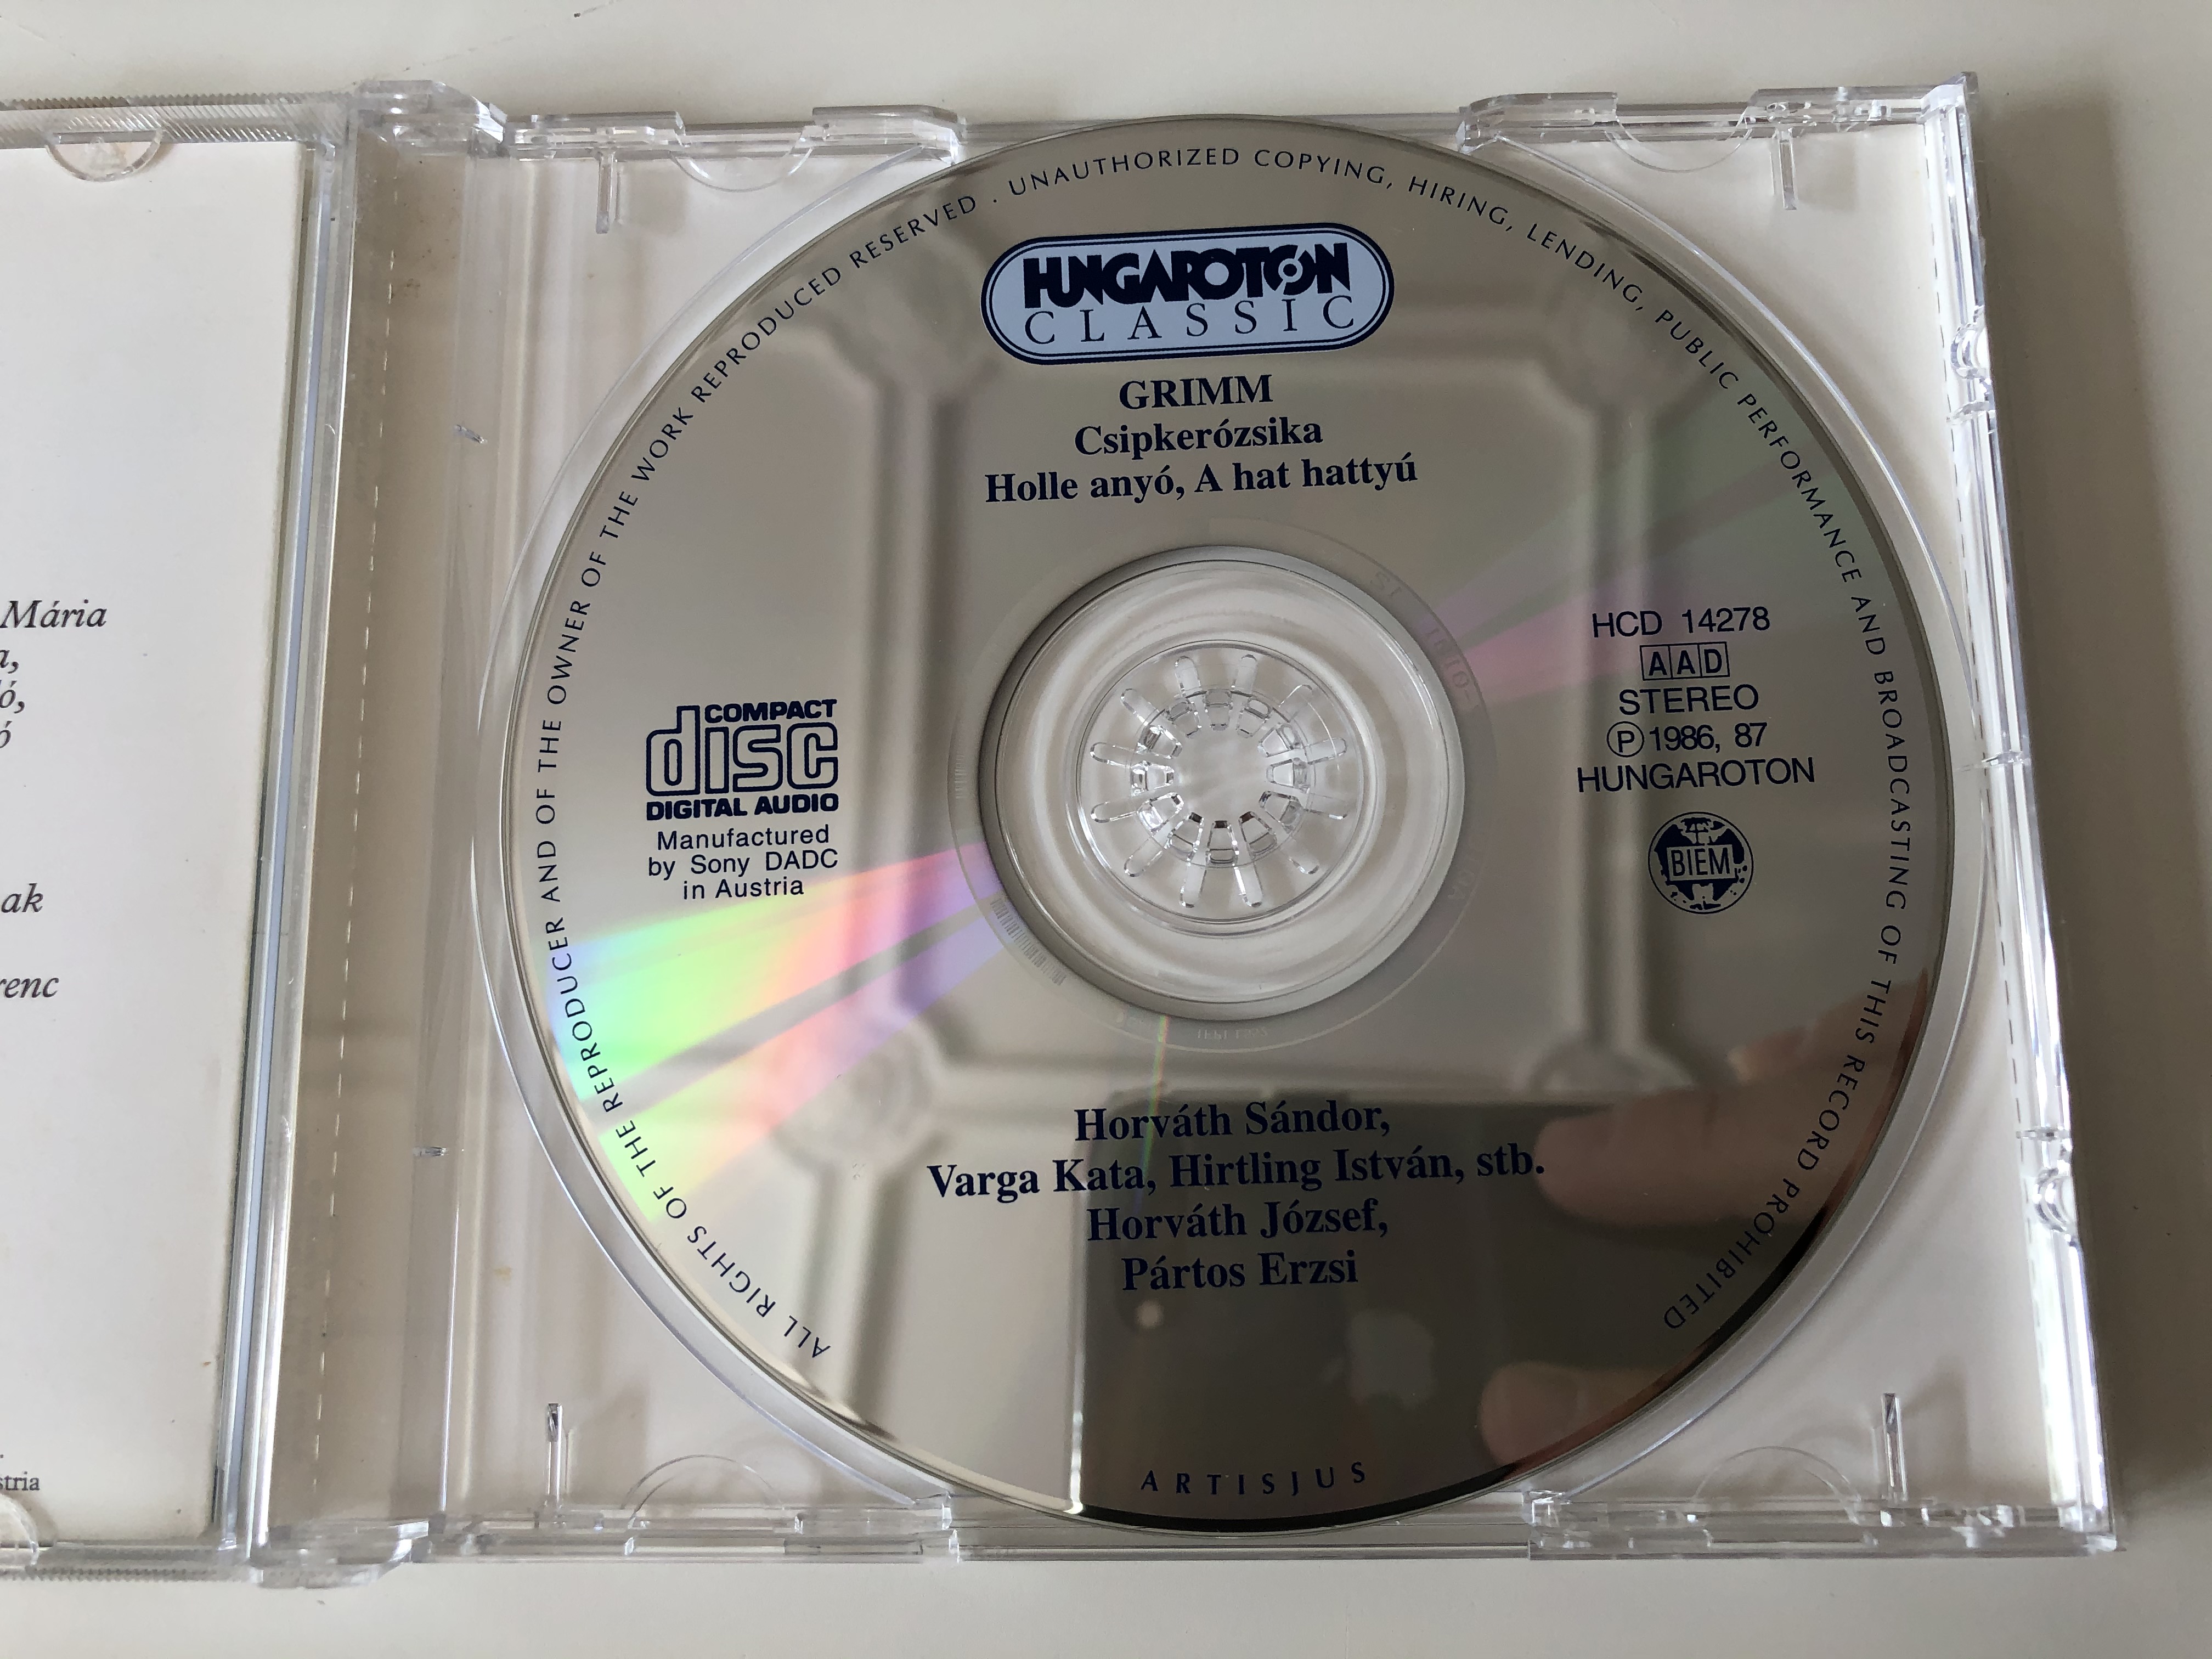 Mária
ak
ALL RIGHTS OF THE REPRODUCER AND OF THE OWNER OF THE WORK REPRODUCED RESERVED . UNAUTHORIZED COPYING, HIRING, LENDING, PUBLIC PERFORMANCE AND BROADCASTING OF THIS RECORD PROHIBITED
HUNGAROTON
CLASSIC
GRIMM
Csipkerózsika
Holle anyó, A hat hattyú
COMPACT
disc
DIGITAL AUDIO
Manufactured
by Sony DADC
in Austria
HCD 14278
AAD
STEREO
Ⓟ 1986, 87
HUNGAROTON
BIEM
Horváth Sándor,
Varga Kata, Hirtling István, stb.
Horváth József,
Pártos Erzsi
ARTISJUS